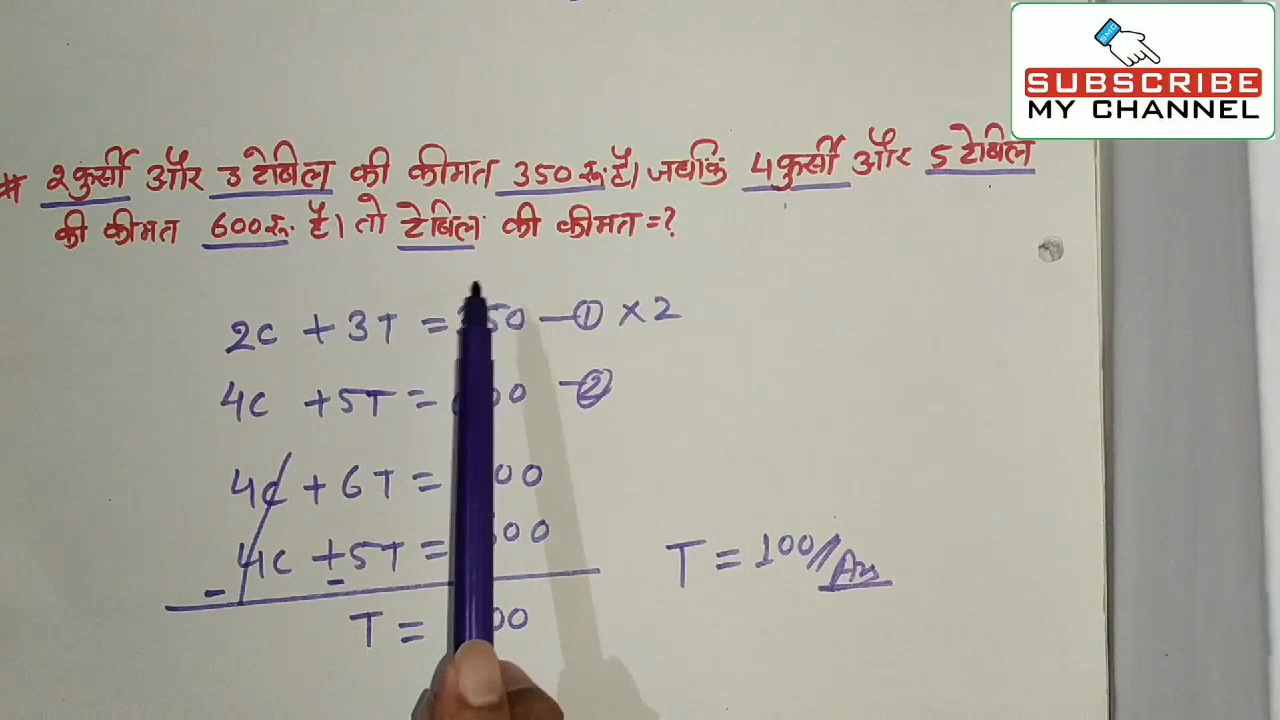 SMC
SUBSCRIBE
MY CHANNEL
# 2 कुर्सी और 3 टेबिल की कीमत 350 रू. है। जबकि 4 कुर्सी और 5 टेबिल
की कीमत 600 रू. है। तो टेबिल की कीमत = ?
2C + 3T = 50 — ① × 2
4C + 5T = 00 — ②
4C + 6T = 00
4C + 5T = 00
- -
T = 00
T = 100// Ans